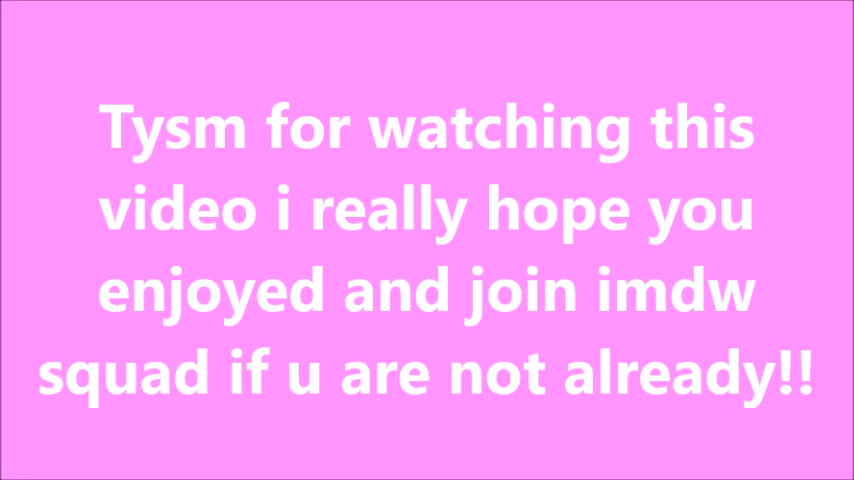 Tysm for watching this
video i really hope you
enjoyed and join imdw
squad if u are not already!!